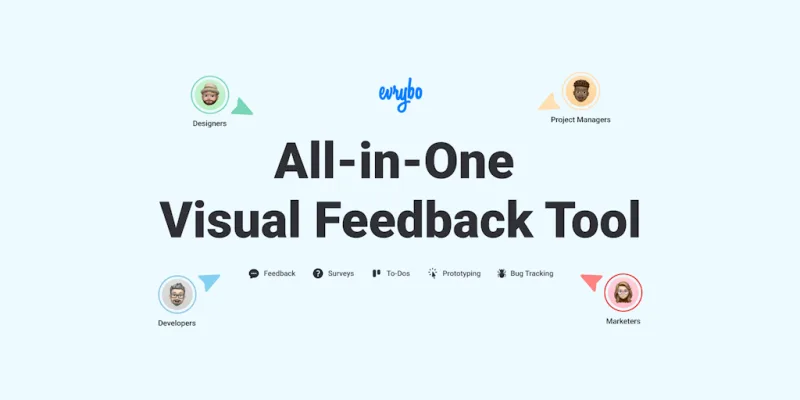 evrybo
Designers
Project Managers
All-in-One
Visual Feedback Tool
Feedback
Surveys
To-Dos
Prototyping
Bug Tracking
Developers
Marketers